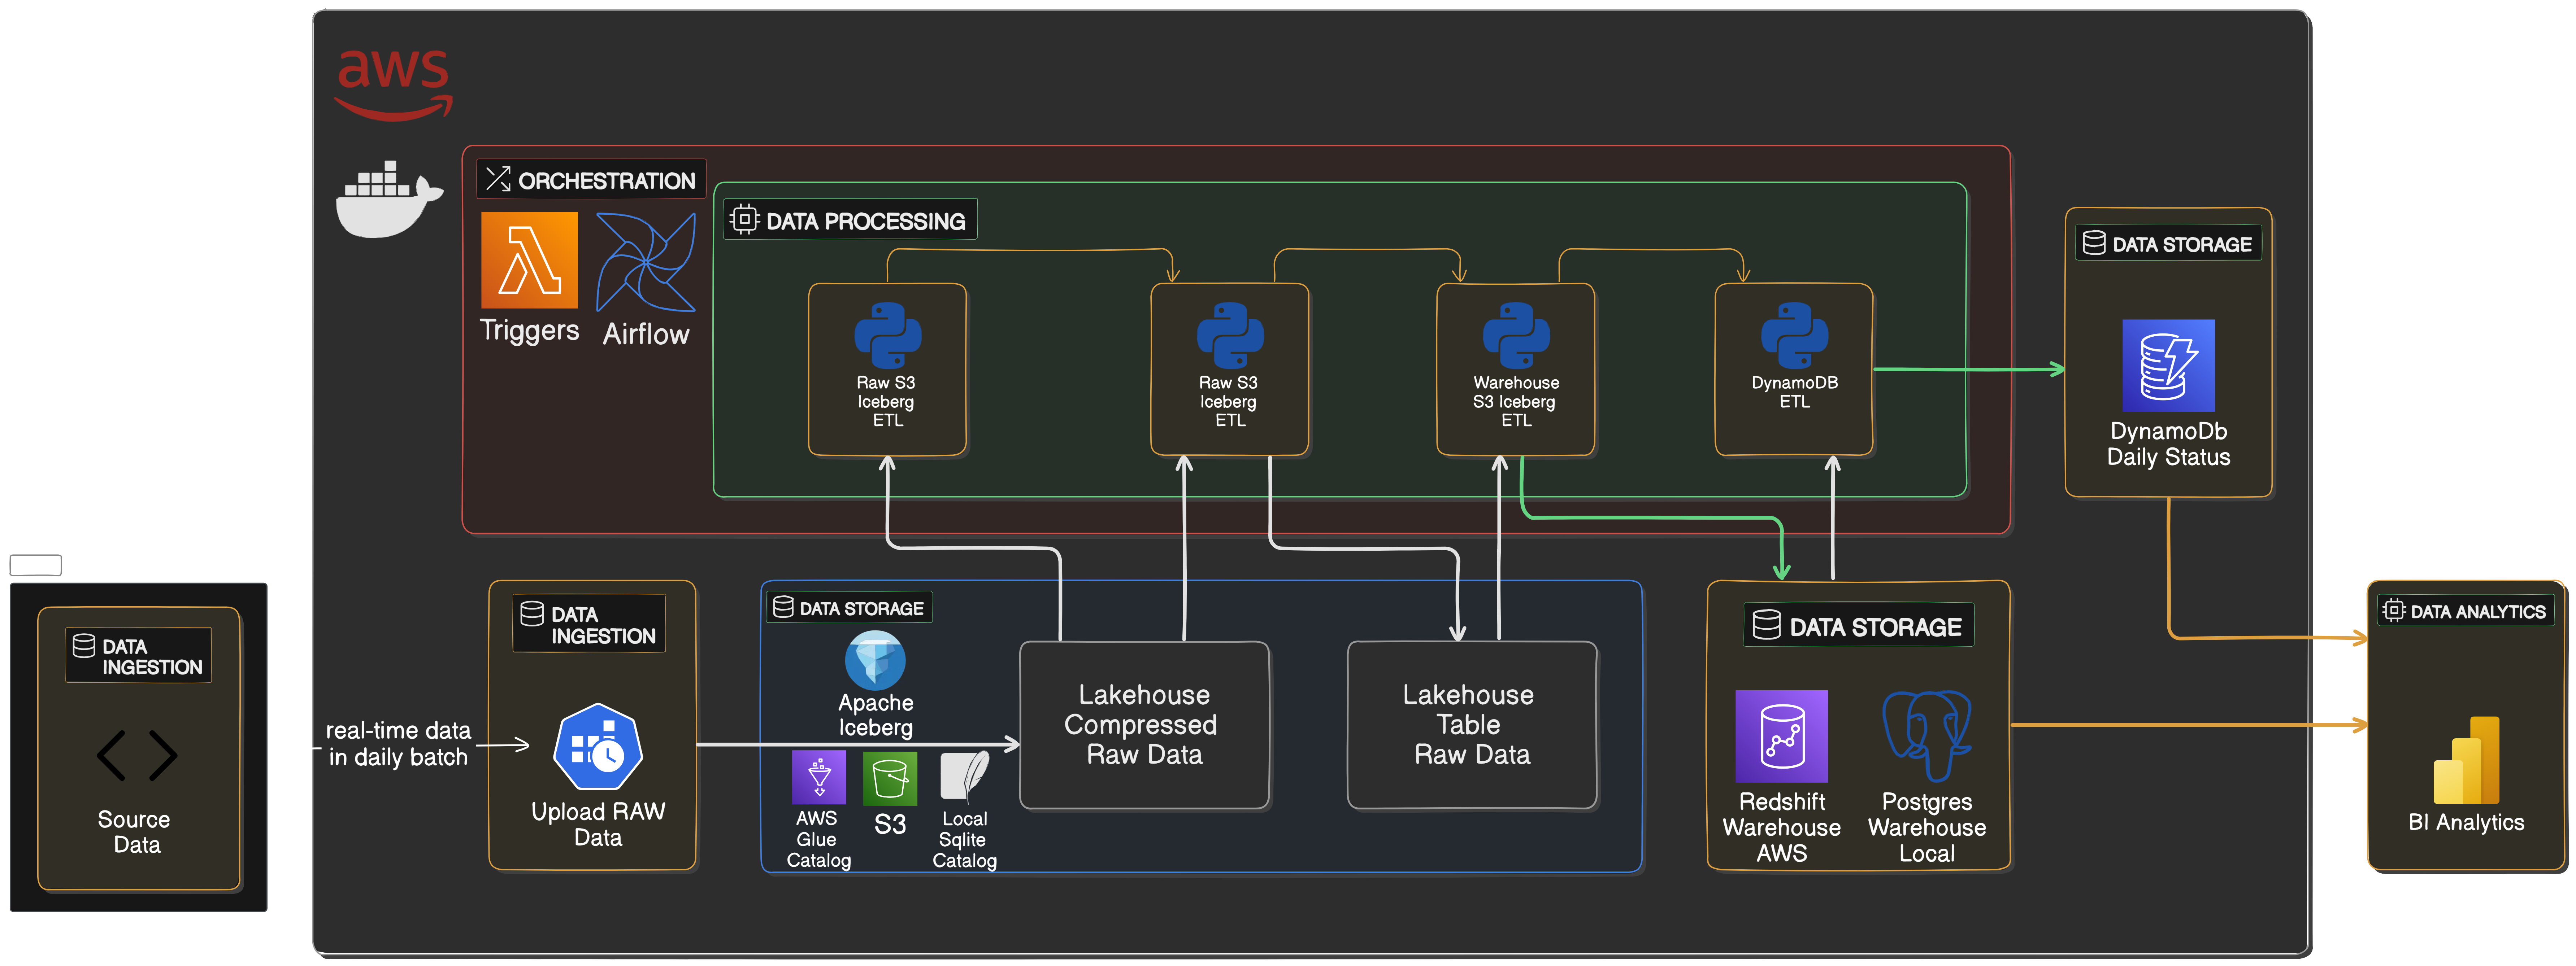 aws
ORCHESTRATION
Triggers
Airflow
DATA PROCESSING
Raw S3
Iceberg
ETL
Raw S3
Iceberg
ETL
Warehouse
S3 Iceberg
ETL
DynamoDB
ETL
DATA STORAGE
DynamoDb
Daily Status
DATA
INGESTION
Source
Data
real-time data
in daily batch
DATA
INGESTION
Upload RAW
Data
DATA STORAGE
Apache
Iceberg
AWS
Glue
Catalog
S3
Local
Sqlite
Catalog
Lakehouse
Compressed
Raw Data
Lakehouse
Table
Raw Data
DATA STORAGE
Redshift
Warehouse
AWS
Postgres
Warehouse
Local
DATA ANALYTICS
BI Analytics